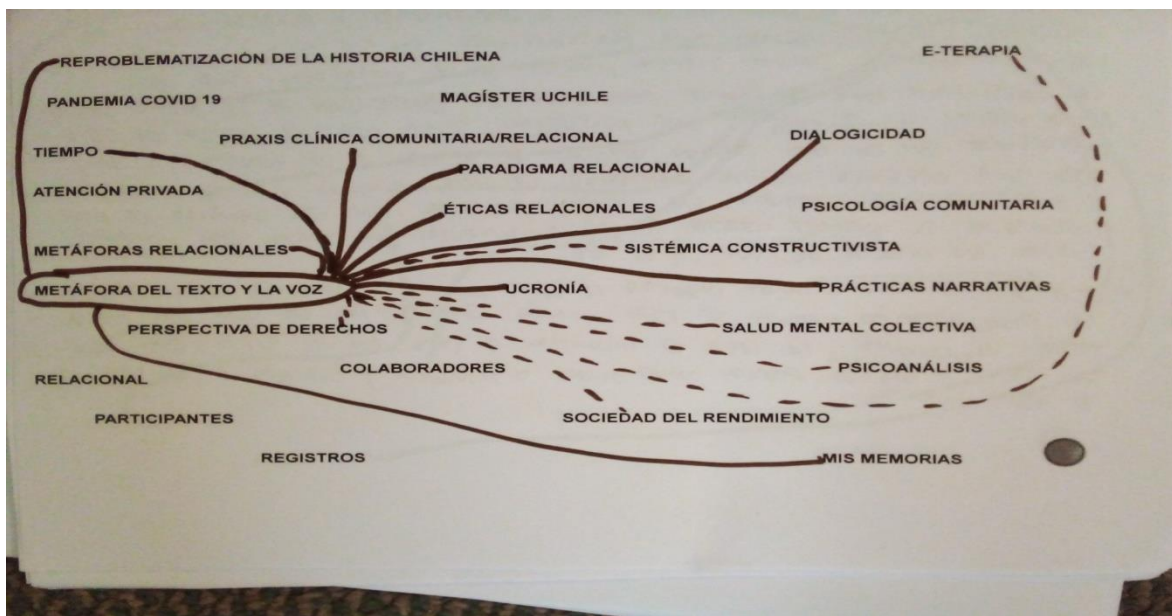 REPROBLEMATIZACIÓN DE LA HISTORIA CHILENA
E-TERAPIA
PANDEMIA COVID 19
MAGÍSTER UCHILE
PRAXIS CLÍNICA COMUNITARIA/RELACIONAL
DIALOGICIDAD
TIEMPO
PARADIGMA RELACIONAL
ATENCIÓN PRIVADA
ÉTICAS RELACIONALES
PSICOLOGÍA COMUNITARIA
METÁFORAS RELACIONALES
SISTÉMICA CONSTRUCTIVISTA
METÁFORA DEL TEXTO Y LA VOZ
UCRONÍA
PRÁCTICAS NARRATIVAS
PERSPECTIVA DE DERECHOS
SALUD MENTAL COLECTIVA
COLABORADORES
PSICOANÁLISIS
RELACIONAL
PARTICIPANTES
SOCIEDAD DEL RENDIMIENTO
REGISTROS
MIS MEMORIAS